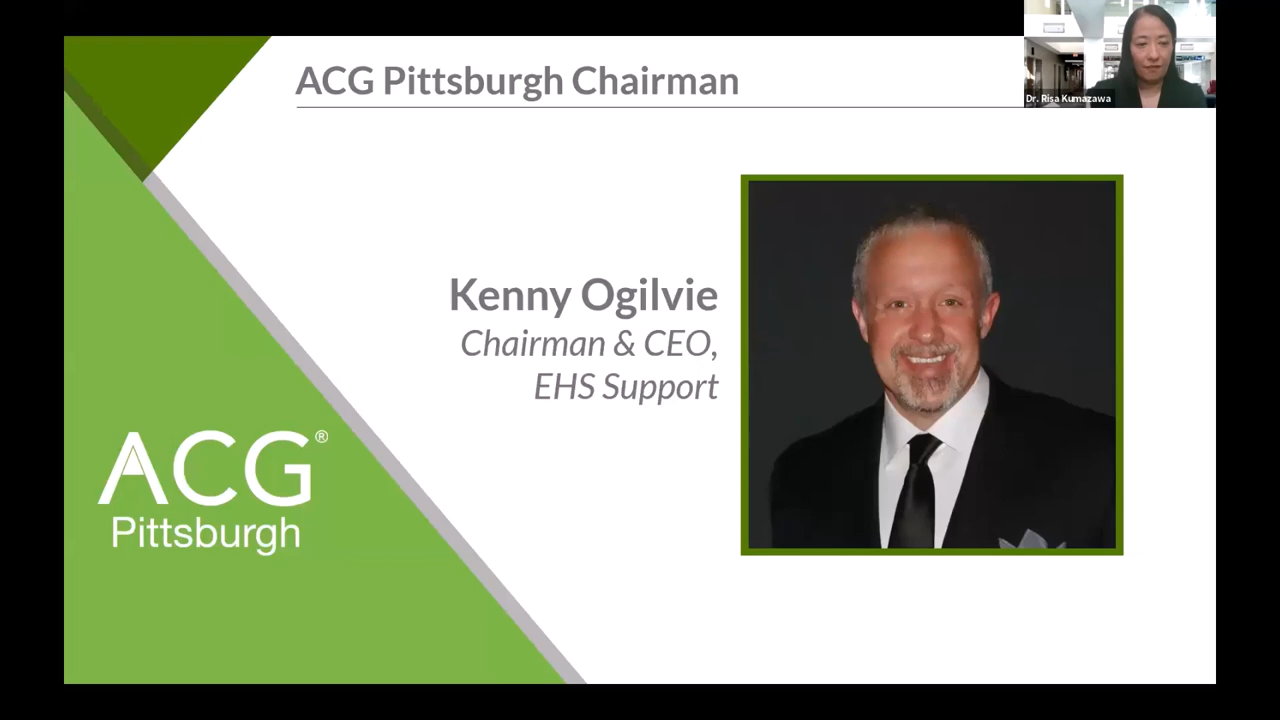 ACG Pittsburgh Chairman
Dr. Risa Kumazawa
Kenny Ogilvie
Chairman & CEO,
EHS Support
ACG®
Pittsburgh